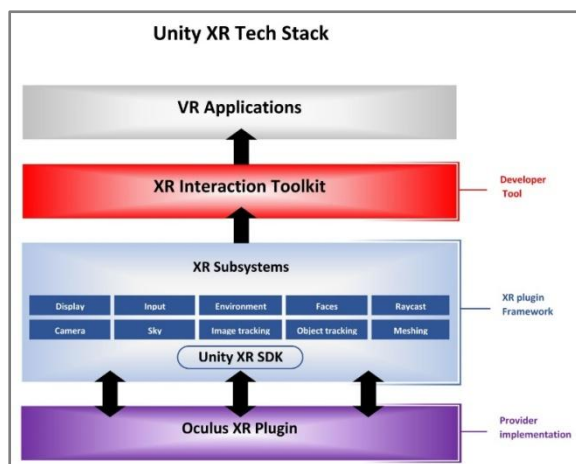 Unity XR Tech Stack
VR Applications
XR Interaction Toolkit
Developer
Tool
XR Subsystems
Display Input Environment Faces Raycast
XR plugin
Framework
Camera Sky Image tracking Object tracking Meshing
Unity XR SDK
Oculus XR Plugin
Provider
implementation